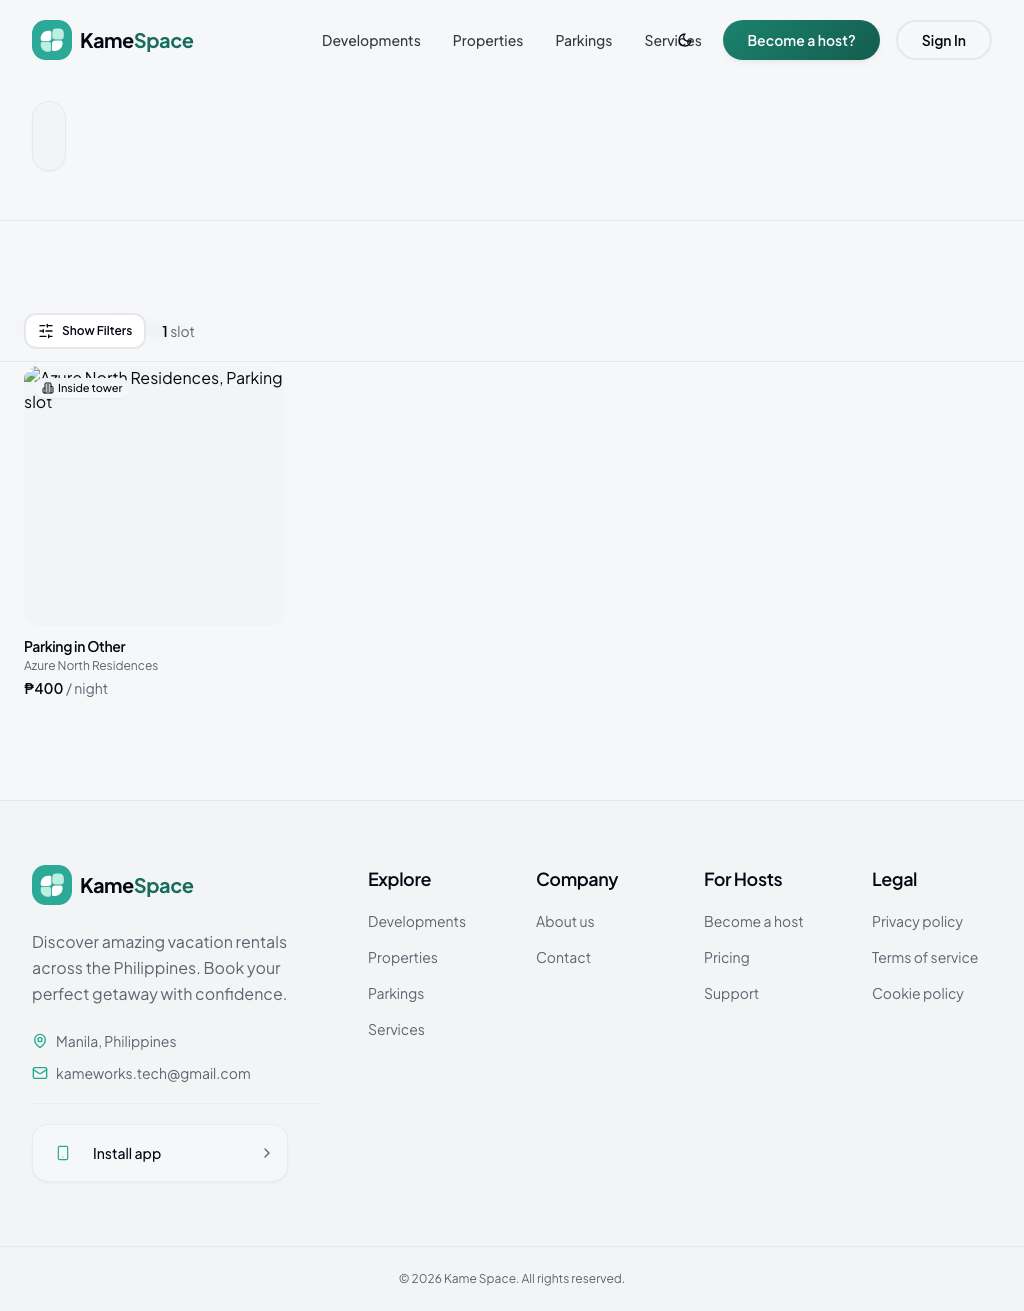 KameSpace
Developments
Properties
Parkings
Services
Become a host?
Sign In
Show Filters
1 slot
Azure North Residences, Parking
slot
Inside tower
Parking in Other
Azure North Residences
₱400 / night
KameSpace
Discover amazing vacation rentals
across the Philippines. Book your
perfect getaway with confidence.
Manila, Philippines
kameworks.tech@gmail.com
Install app
Explore
Developments
Properties
Parkings
Services
Company
About us
Contact
For Hosts
Become a host
Pricing
Support
Legal
Privacy policy
Terms of service
Cookie policy
© 2026 Kame Space. All rights reserved.